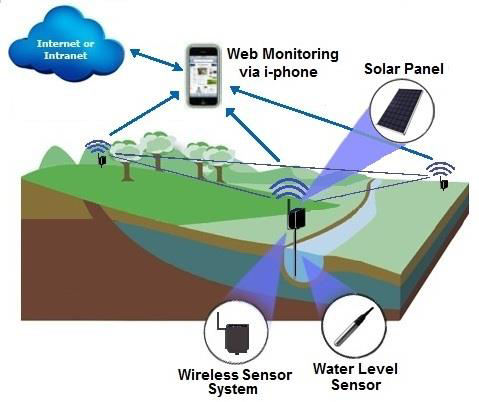 Internet or
Intranet
Web Monitoring
via i-phone
Solar Panel
Wireless Sensor
System
Water Level
Sensor